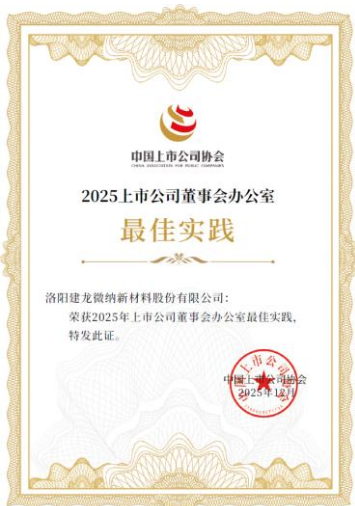 中国上市公司协会
CHINA ASSOCIATION FOR PUBLIC COMPANIES
2025上市公司董事会办公室
最佳实践
洛阳建龙微纳新材料股份有限公司：
荣获2025年上市公司董事会办公室最佳实践，
特发此证。
中国上市公司协会
2025年12月